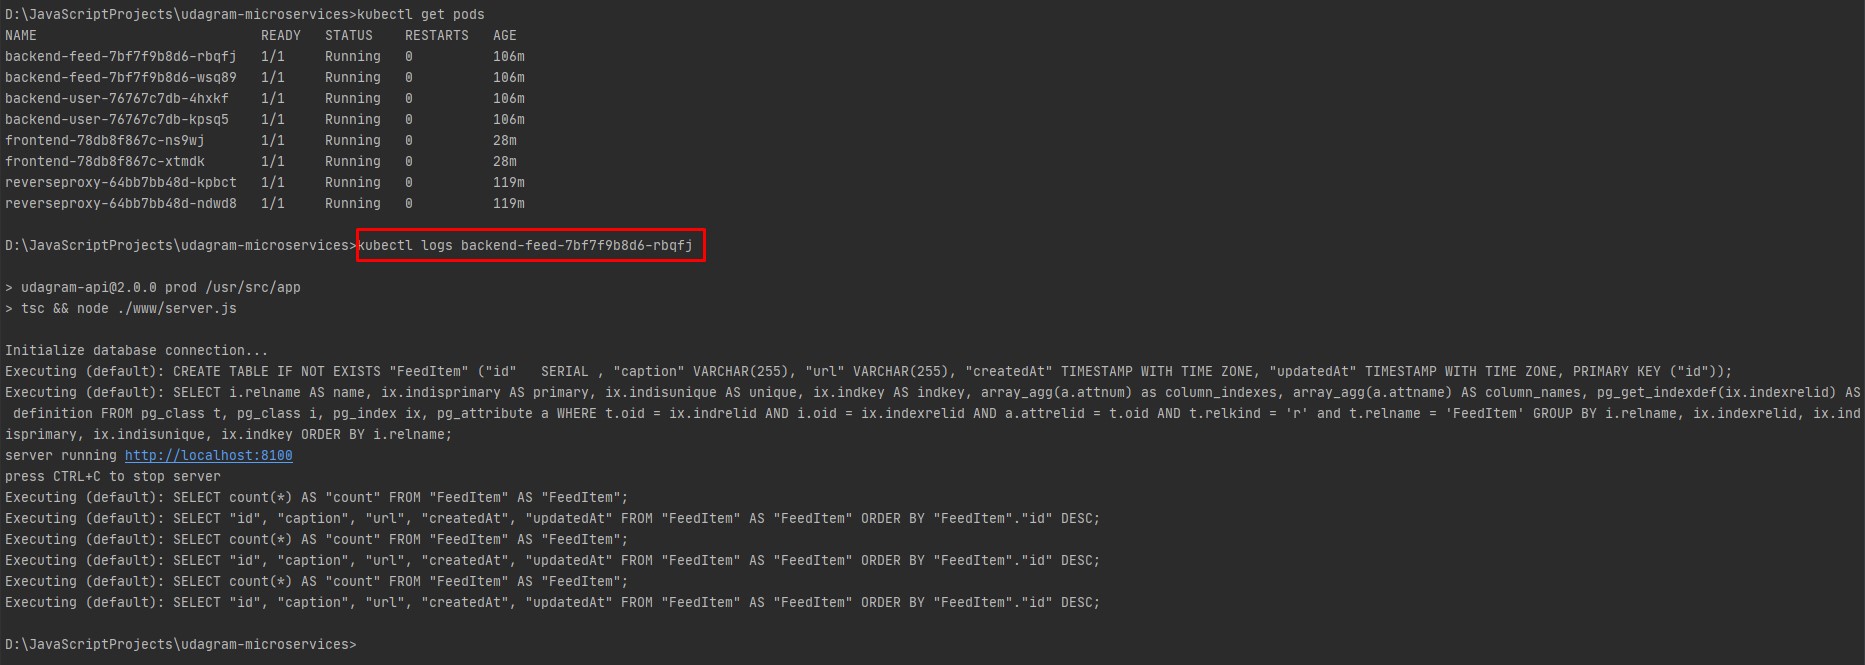 D:\JavaScriptProjects\udagram-microservices>kubectl get pods
NAME                            READY   STATUS    RESTARTS   AGE
backend-feed-7bf7f9b8d6-rbqfj   1/1     Running   0          106m
backend-feed-7bf7f9b8d6-wsq89   1/1     Running   0          106m
backend-user-76767c7db-4hxkf    1/1     Running   0          106m
backend-user-76767c7db-kpsq5    1/1     Running   0          106m
frontend-78db8f867c-ns9wj       1/1     Running   0          28m
frontend-78db8f867c-xtmdk       1/1     Running   0          28m
reverseproxy-64bb7bb48d-kpbct   1/1     Running   0          119m
reverseproxy-64bb7bb48d-ndwd8   1/1     Running   0          119m
D:\JavaScriptProjects\udagram-microservices>kubectl logs backend-feed-7bf7f9b8d6-rbqfj
> udagram-api@2.0.0 prod /usr/src/app
> tsc && node ./www/server.js
Initialize database connection...
Executing (default): CREATE TABLE IF NOT EXISTS "FeedItem" ("id"   SERIAL , "caption" VARCHAR(255), "url" VARCHAR(255), "createdAt" TIMESTAMP WITH TIME ZONE, "updatedAt" TIMESTAMP WITH TIME ZONE, PRIMARY KEY ("id"));
Executing (default): SELECT i.relname AS name, ix.indisprimary AS primary, ix.indisunique AS unique, ix.indkey AS indkey, array_agg(a.attnum) as column_indexes, array_agg(a.attname) AS column_names, pg_get_indexdef(ix.indexrelid) AS
 definition FROM pg_class t, pg_class i, pg_index ix, pg_attribute a WHERE t.oid = ix.indrelid AND i.oid = ix.indexrelid AND a.attrelid = t.oid AND t.relkind = 'r' and t.relname = 'FeedItem' GROUP BY i.relname, ix.indexrelid, ix.ind
isprimary, ix.indisunique, ix.indkey ORDER BY i.relname;
server running http://localhost:8100
press CTRL+C to stop server
Executing (default): SELECT count(*) AS "count" FROM "FeedItem" AS "FeedItem";
Executing (default): SELECT "id", "caption", "url", "createdAt", "updatedAt" FROM "FeedItem" AS "FeedItem" ORDER BY "FeedItem"."id" DESC;
Executing (default): SELECT count(*) AS "count" FROM "FeedItem" AS "FeedItem";
Executing (default): SELECT "id", "caption", "url", "createdAt", "updatedAt" FROM "FeedItem" AS "FeedItem" ORDER BY "FeedItem"."id" DESC;
Executing (default): SELECT count(*) AS "count" FROM "FeedItem" AS "FeedItem";
Executing (default): SELECT "id", "caption", "url", "createdAt", "updatedAt" FROM "FeedItem" AS "FeedItem" ORDER BY "FeedItem"."id" DESC;
D:\JavaScriptProjects\udagram-microservices>